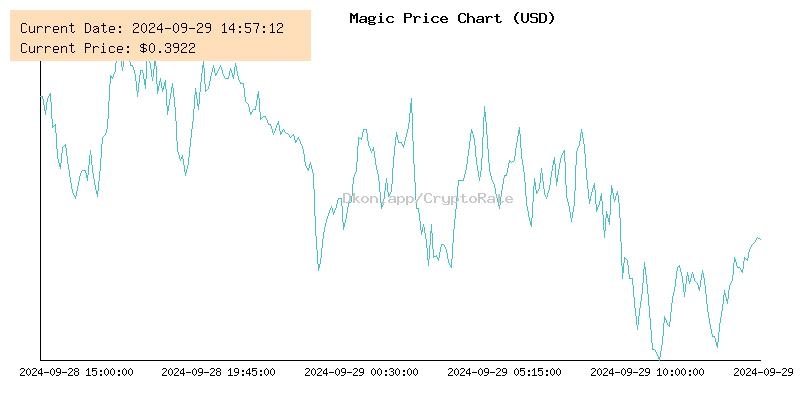 Magic Price Chart (USD)
Current Date: 2024-09-29 14:57:12
Current Price: $0.3922
Dkon.app/CryptoRate
2024-09-28 15:00:00 2024-09-28 19:45:00 2024-09-29 00:30:00 2024-09-29 05:15:00 2024-09-29 10:00:00 2024-09-29